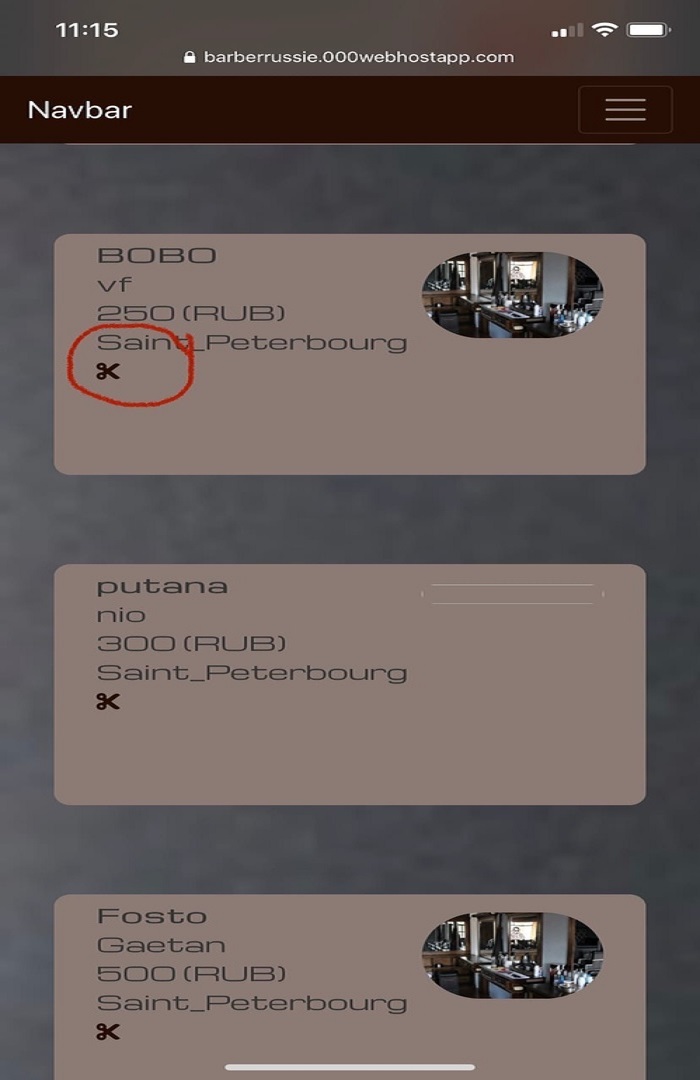 11:15
barberrussie.000webhostapp.com
Navbar
BOBO
vf
250 (RUB)
Saint_Peterbourg
putana
nio
300 (RUB)
Saint_Peterbourg
Fosto
Gaetan
500 (RUB)
Saint_Peterbourg